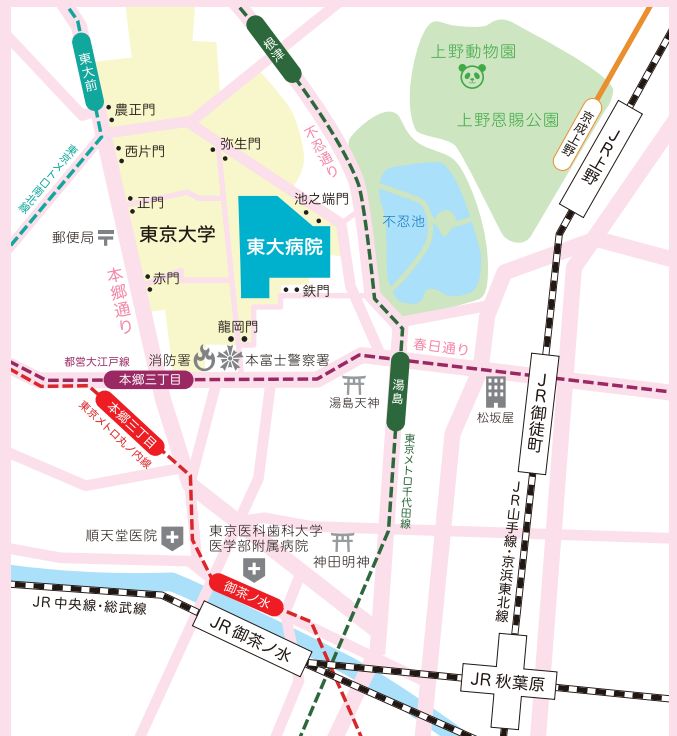 東大前
根津
上野動物園
上野恩賜公園
京成上野
JR上野
農正門
弥生門
西片門
不忍通り
東京メトロ南北線
池之端門
正門
東京大学
東大病院
不忍池
郵便局
本郷通り
赤門
鉄門
龍岡門
春日通り
都営大江戸線
消防署
本富士警察署
本郷三丁目
湯島
JR御徒町
本郷三丁目
東京メトロ丸ノ内線
湯島天神
松坂屋
東京メトロ千代田線
JR山手線・京浜東北線
順天堂医院
東京医科歯科大学
医学部附属病院
神田明神
御茶ノ水
JR中央線・総武線
JR御茶ノ水
JR秋葉原